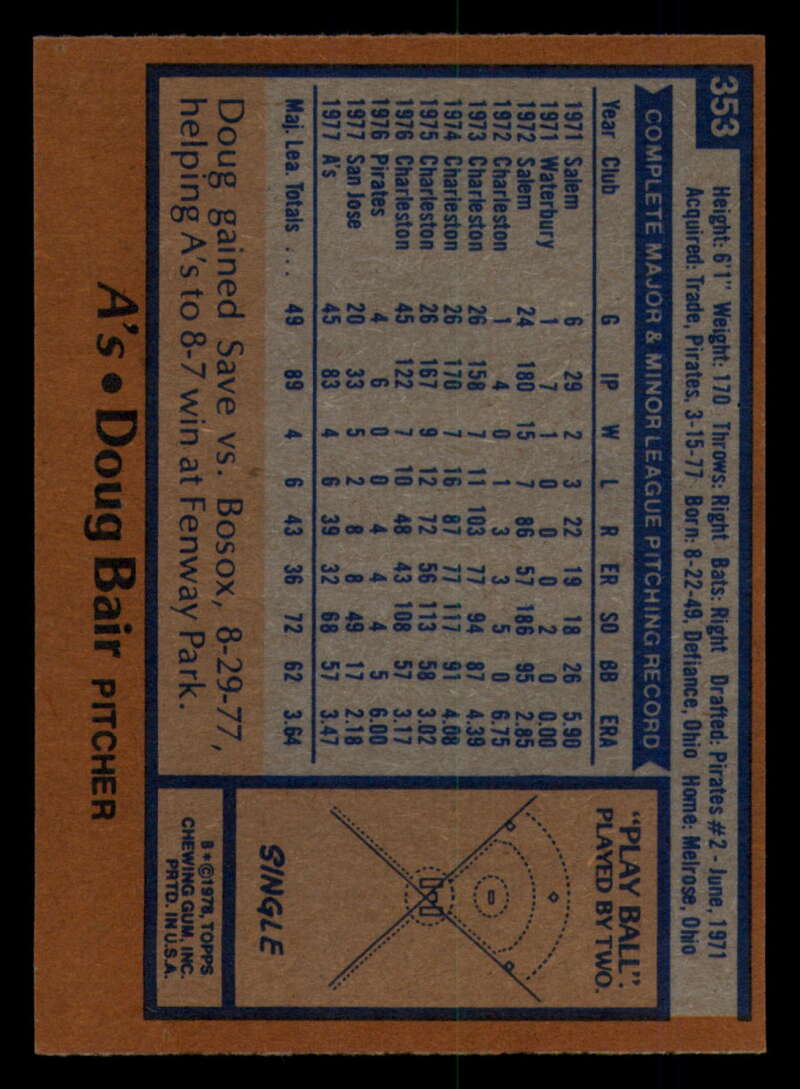 353
Height: 6'1" Weight: 170 Throws: Right Bats: Right Drafted: Pirates #2 - June, 1971
Acquired: Trade, Pirates, 3-15-77 Born: 8-22-49, Defiance, Ohio Home: Melrose, Ohio
COMPLETE MAJOR & MINOR LEAGUE PITCHING RECORD
Year Club G IP W L R ER SO BB ERA
1971 Salem 6 29 2 3 22 19 18 26 5.90
1971 Waterbury 1 7 1 0 0 0 2 0 0.00
1972 Salem 24 180 15 7 86 57 186 95 2.85
1972 Charleston 1 4 0 1 3 3 5 0 6.75
1973 Charleston 26 158 7 11 103 77 94 87 4.39
1974 Charleston 26 170 7 16 87 77 117 91 4.08
1975 Charleston 26 167 9 12 72 56 113 58 3.02
1976 Charleston 45 122 7 10 48 43 108 57 3.17
1976 Pirates 4 6 0 0 4 4 4 5 6.00
1977 San Jose 20 33 5 2 8 8 49 17 2.18
1977 A's 45 83 4 6 39 32 68 57 3.47
Maj. Lea. Totals ... 49 89 4 6 43 36 72 62 3.64
Doug gained Save vs. Bosox, 8-29-77,
helping A's to 8-7 win at Fenway Park.
"PLAY BALL":
PLAYED BY TWO.
SINGLE
B*©1978, TOPPS
CHEWING GUM, INC.
PRTD. IN U.S.A.
A's • Doug Bair PITCHER